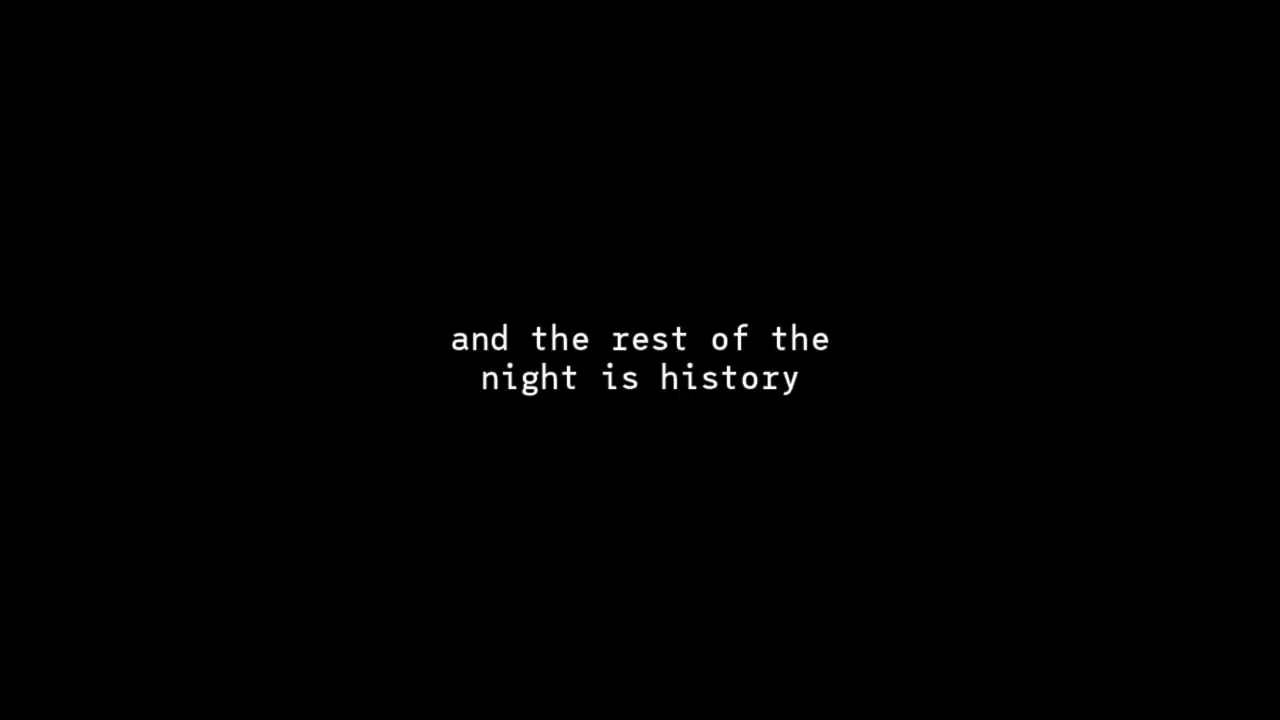 and the rest of the
night is history